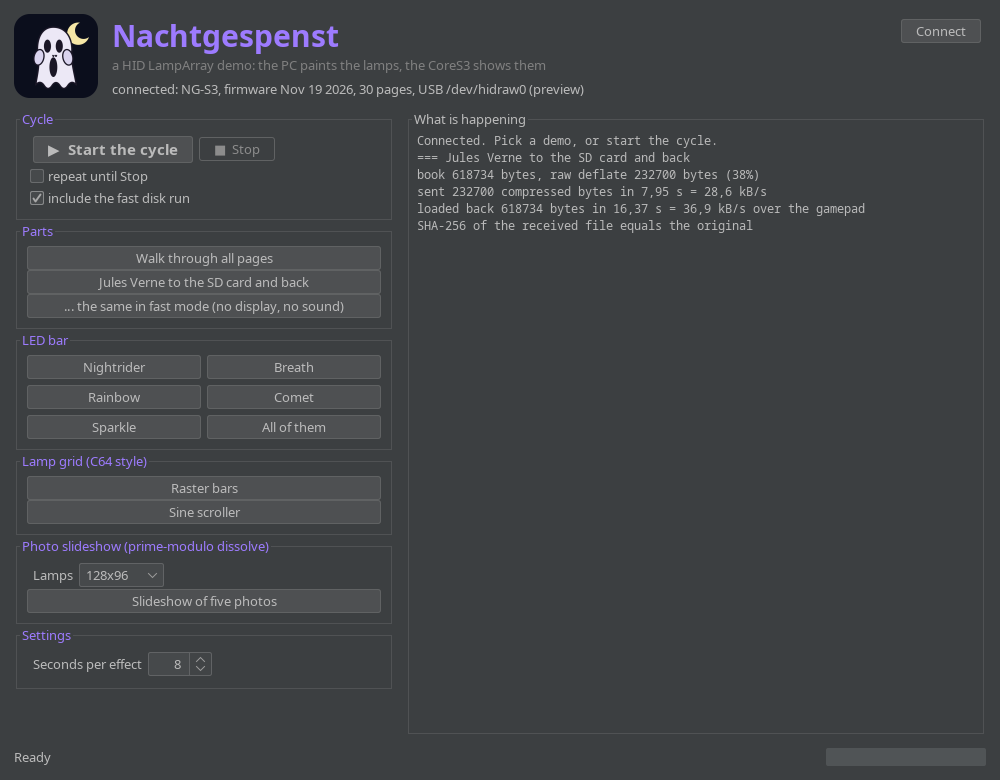 Nachtgespenst
a HID LampArray demo: the PC paints the lamps, the CoreS3 shows them
connected: NG-S3, firmware Nov 19 2026, 30 pages, USB /dev/hidraw0 (preview)
Connect
Cycle
▶ Start the cycle
■ Stop
repeat until Stop
include the fast disk run
Parts
Walk through all pages
Jules Verne to the SD card and back
... the same in fast mode (no display, no sound)
LED bar
Nightrider
Breath
Rainbow
Comet
Sparkle
All of them
Lamp grid (C64 style)
Raster bars
Sine scroller
Photo slideshow (prime-modulo dissolve)
Lamps 128x96
Slideshow of five photos
Settings
Seconds per effect 8
What is happening
Connected. Pick a demo, or start the cycle.
=== Jules Verne to the SD card and back
book 618734 bytes, raw deflate 232700 bytes (38%)
sent 232700 compressed bytes in 7,95 s = 28,6 kB/s
loaded back 618734 bytes in 16,37 s = 36,9 kB/s over the gamepad
SHA-256 of the received file equals the original
Ready